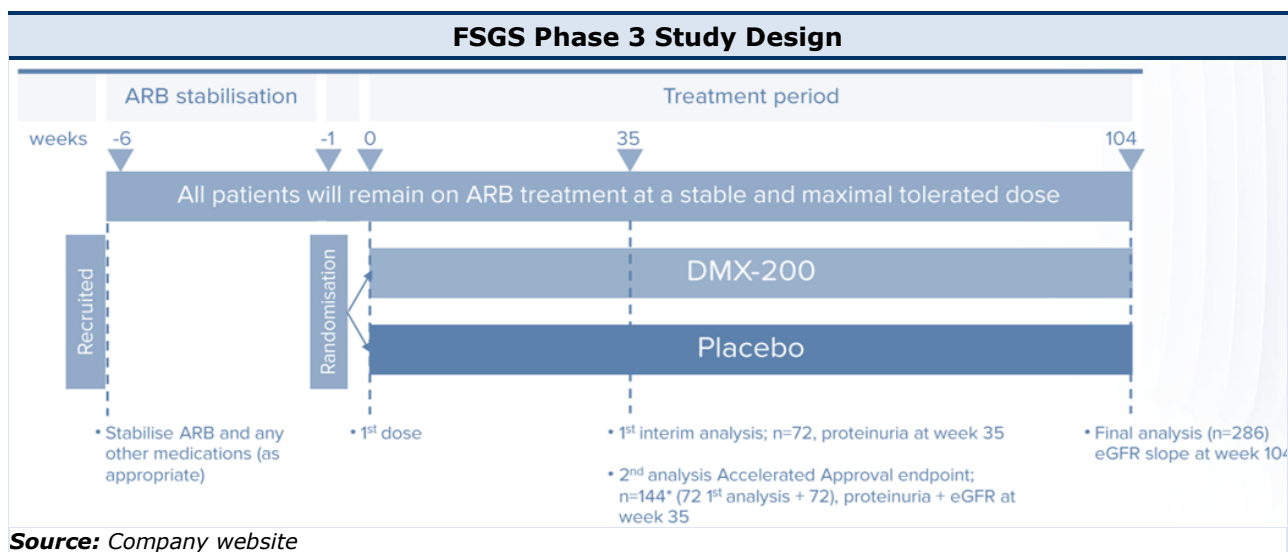 FSGS Phase 3 Study Design
ARB stabilisation
Treatment period
weeks -6 -1 0 35 104
All patients will remain on ARB treatment at a stable and maximal tolerated dose
Recruited
Randomisation
DMX-200
Placebo
• Stabilise ARB and any
other medications (as
appropriate)
• 1st dose
• 1st interim analysis; n=72, proteinuria at week 35
• 2nd analysis Accelerated Approval endpoint;
n=144* (72 1st analysis + 72), proteinuria + eGFR at
week 35
• Final analysis (n=286)
eGFR slope at week 104
Source: Company website